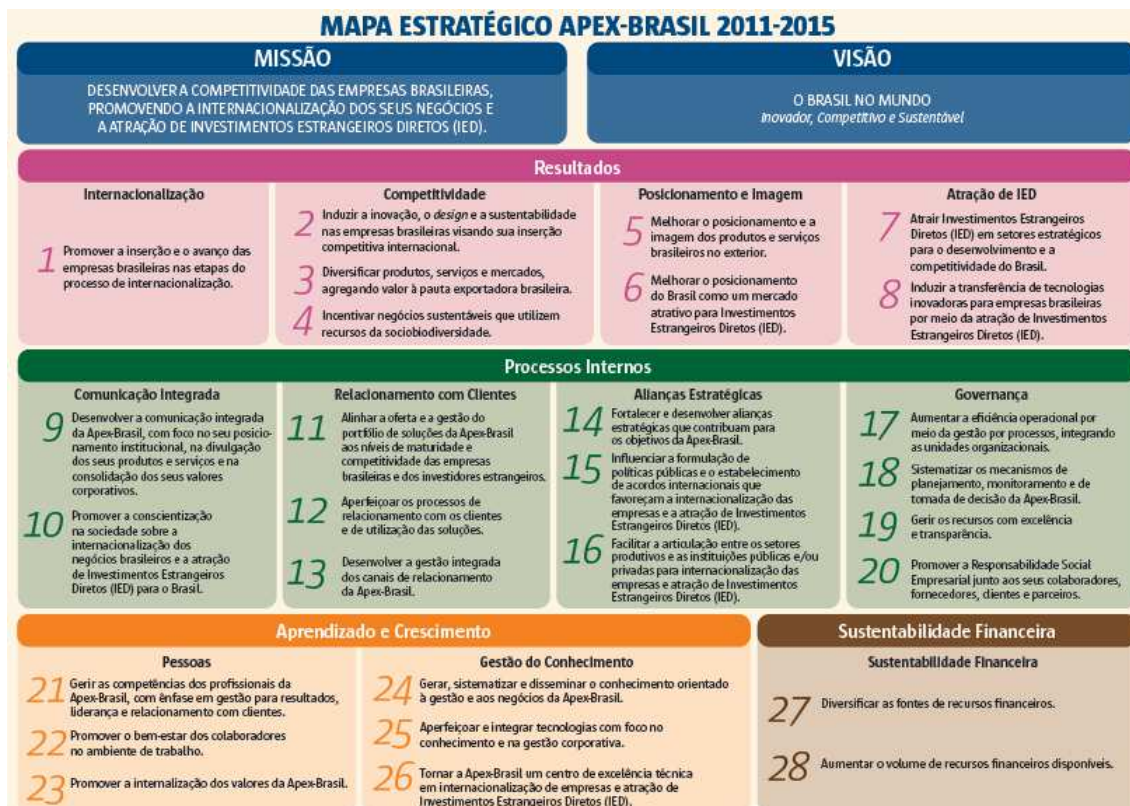 MAPA ESTRATÉGICO APEX-BRASIL 2011-2015
MISSÃO
DESENVOLVER A COMPETITIVIDADE DAS EMPRESAS BRASILEIRAS,
PROMOVENDO A INTERNACIONALIZAÇÃO DOS SEUS NEGÓCIOS E
A ATRAÇÃO DE INVESTIMENTOS ESTRANGEIROS DIRETOS (IED).
VISÃO
O BRASIL NO MUNDO
Inovador, Competitivo e Sustentável
Resultados
Internacionalização
1 Promover a inserção e o avanço das
empresas brasileiras nas etapas do
processo de internacionalização.
Competitividade
2 Induzir a inovação, o design e a sustentabilidade
nas empresas brasileiras visando sua inserção
competitiva internacional.
3 Diversificar produtos, serviços e mercados,
agregando valor à pauta exportadora brasileira.
4 Incentivar negócios sustentáveis que utilizem
recursos da sociobiodiversidade.
Posicionamento e Imagem
5 Melhorar o posicionamento e a
imagem dos produtos e serviços
brasileiros no exterior.
6 Melhorar o posicionamento
do Brasil como um mercado
atrativo para Investimentos
Estrangeiros Diretos (IED).
Atração de IED
7 Atrair Investimentos Estrangeiros
Diretos (IED) em setores estratégicos
para o desenvolvimento e a
competitividade do Brasil.
8 Induzir a transferência de tecnologias
inovadoras para empresas brasileiras
por meio da atração de Investimentos
Estrangeiros Diretos (IED).
Processos Internos
Comunicação Integrada
9 Desenvolver a comunicação integrada
da Apex-Brasil, com foco no seu posicio-
namento institucional, na divulgação
dos seus produtos e serviços e na
consolidação dos seus valores
corporativos.
10 Promover a conscientização
na sociedade sobre a
internacionalização dos
negócios brasileiros e a atração
de Investimentos Estrangeiros
Diretos (IED) para o Brasil.
Relacionamento com Clientes
11 Alinhar a oferta e a gestão do
portfólio de soluções da Apex-Brasil
aos níveis de maturidade e
competitividade das empresas
brasileiras e dos investidores estrangeiros.
12 Aperfeiçoar os processos de
relacionamento com os clientes
e de utilização das soluções.
13 Desenvolver a gestão integrada
dos canais de relacionamento
da Apex-Brasil.
Alianças Estratégicas
14 Fortalecer e desenvolver alianças
estratégicas que contribuam para
os objetivos da Apex-Brasil.
15 Influenciar a formulação de
políticas públicas e o estabelecimento
de acordos internacionais que
favoreçam a internacionalização das
empresas e a atração de Investimentos
Estrangeiros Diretos (IED).
16 Facilitar a articulação entre os setores
produtivos e as instituições públicas e/ou
privadas para internacionalização das
empresas e atração de Investimentos
Estrangeiros Diretos (IED).
Governança
17 Aumentar a eficiência operacional por
meio da gestão por processos, integrando
as unidades organizacionais.
18 Sistematizar os mecanismos de
planejamento, monitoramento e de
tomada de decisão da Apex-Brasil.
19 Gerir os recursos com excelência
e transparência.
20 Promover a Responsabilidade Social
Empresarial junto aos seus colaboradores,
fornecedores, clientes e parceiros.
Aprendizado e Crescimento
Pessoas
21 Gerir as competências dos profissionais da
Apex-Brasil, com ênfase em gestão para resultados,
liderança e relacionamento com clientes.
22 Promover o bem-estar dos colaboradores
no ambiente de trabalho.
23 Promover a internalização dos valores da Apex-Brasil.
Gestão do Conhecimento
24 Gerar, sistematizar e disseminar o conhecimento orientado
à gestão e aos negócios da Apex-Brasil.
25 Aperfeiçoar e integrar tecnologias com foco no
conhecimento e na gestão corporativa.
26 Tornar a Apex-Brasil um centro de excelência técnica
em internacionalização de empresas e atração de
Investimentos Estrangeiros Diretos (IED).
Sustentabilidade Financeira
Sustentabilidade Financeira
27 Diversificar as fontes de recursos financeiros.
28 Aumentar o volume de recursos financeiros disponíveis.